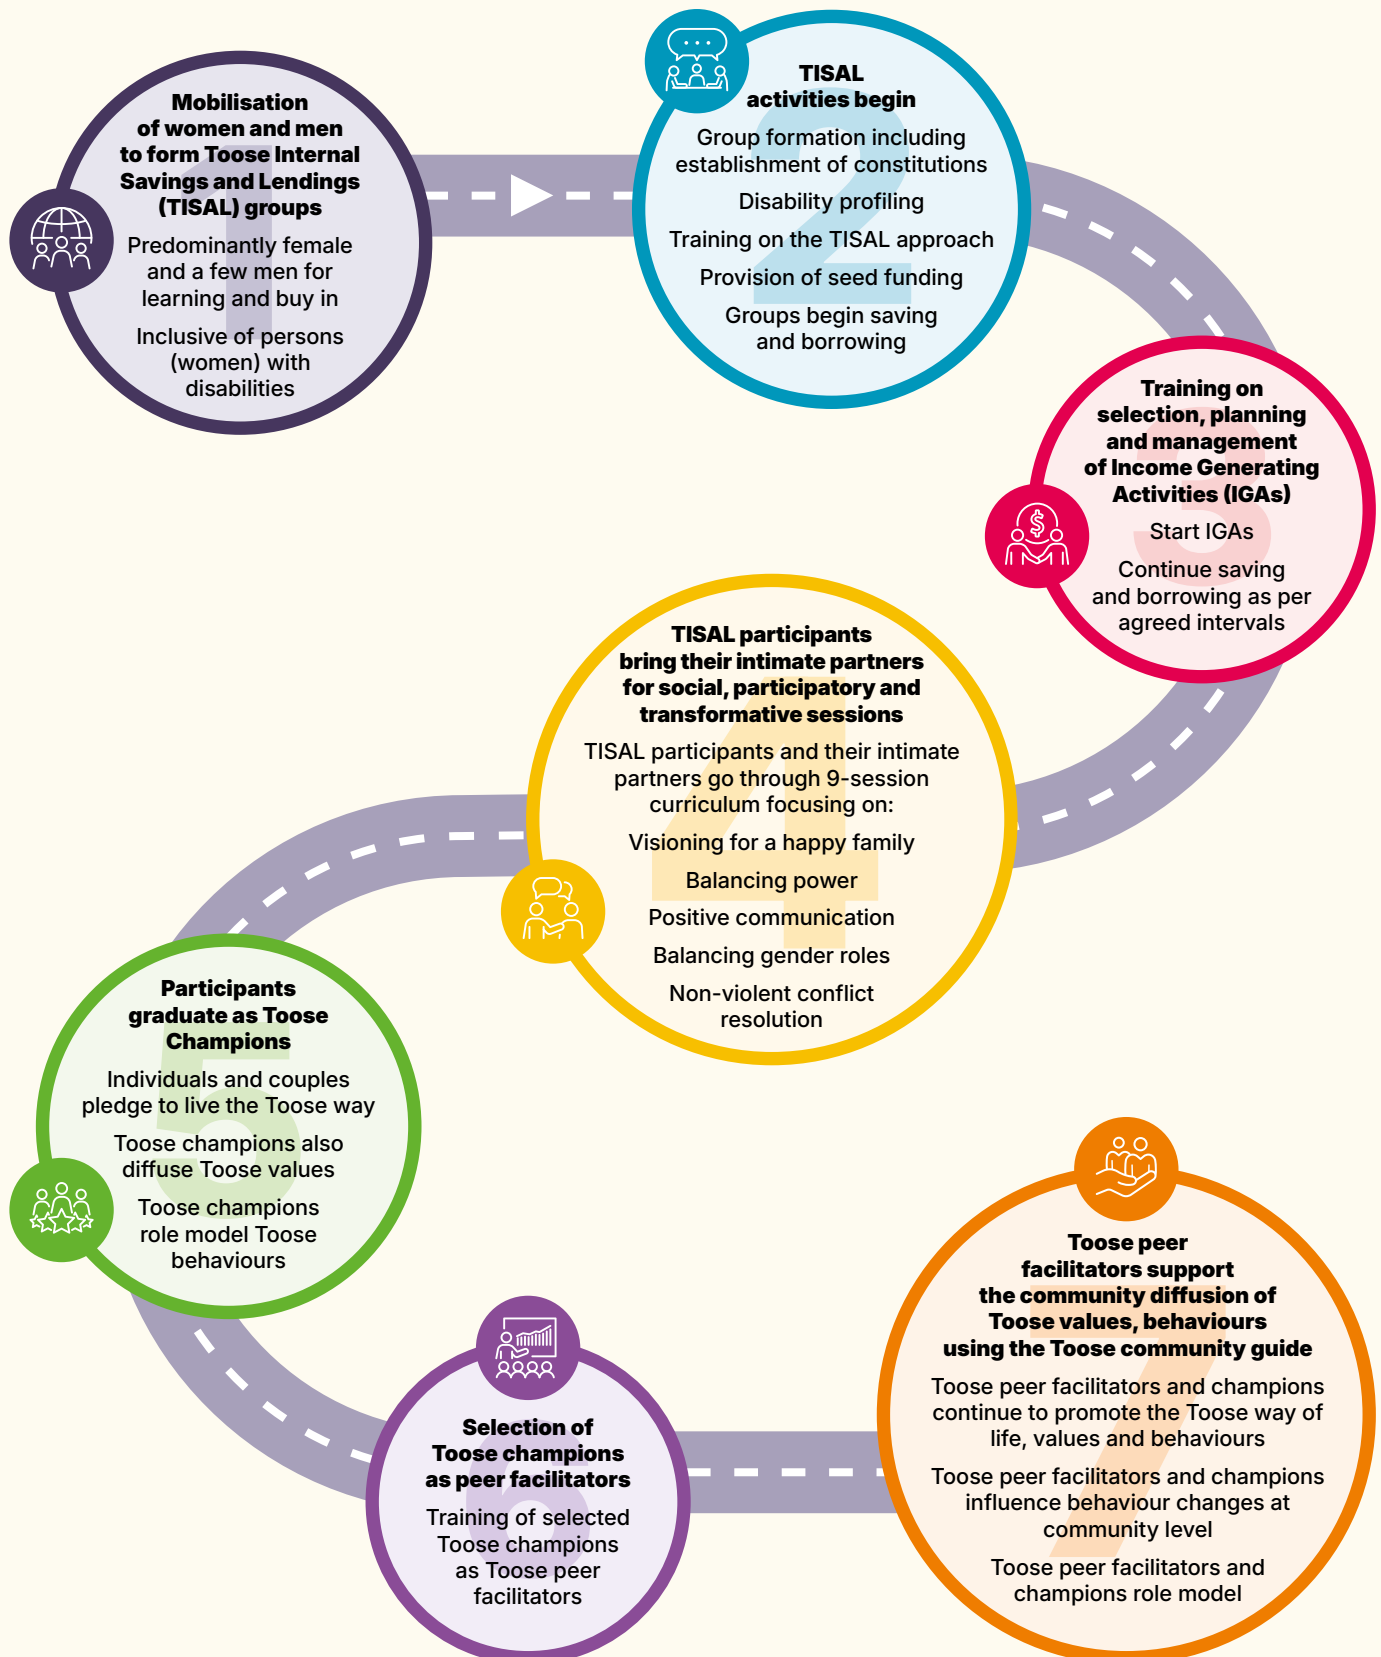 1
Mobilisation
of women and men
to form Toose Internal
Savings and Lendings
(TISAL) groups
Predominantly female
and a few men for
learning and buy in
Inclusive of persons
(women) with
disabilities
2
TISAL
activities begin
Group formation including
establishment of constitutions
Disability profiling
Training on the TISAL approach
Provision of seed funding
Groups begin saving
and borrowing
3
Training on
selection, planning
and management
of Income Generating
Activities (IGAs)
$
Start IGAs
Continue saving
and borrowing as per
agreed intervals
4
TISAL participants
bring their intimate partners
for social, participatory and
transformative sessions
TISAL participants and their intimate
partners go through 9-session
curriculum focusing on:
Visioning for a happy family
Balancing power
Positive communication
Balancing gender roles
Non-violent conflict
resolution
5
Participants
graduate as Toose
Champions
Individuals and couples
pledge to live the Toose way
Toose champions also
diffuse Toose values
Toose champions
role model Toose
behaviours
6
Selection of
Toose champions
as peer facilitators
Training of selected
Toose champions
as Toose peer
facilitators
7
Toose peer
facilitators support
the community diffusion of
Toose values, behaviours
using the Toose community guide
Toose peer facilitators and champions
continue to promote the Toose way of
life, values and behaviours
Toose peer facilitators and champions
influence behaviour changes at
community level
Toose peer facilitators and
champions role model